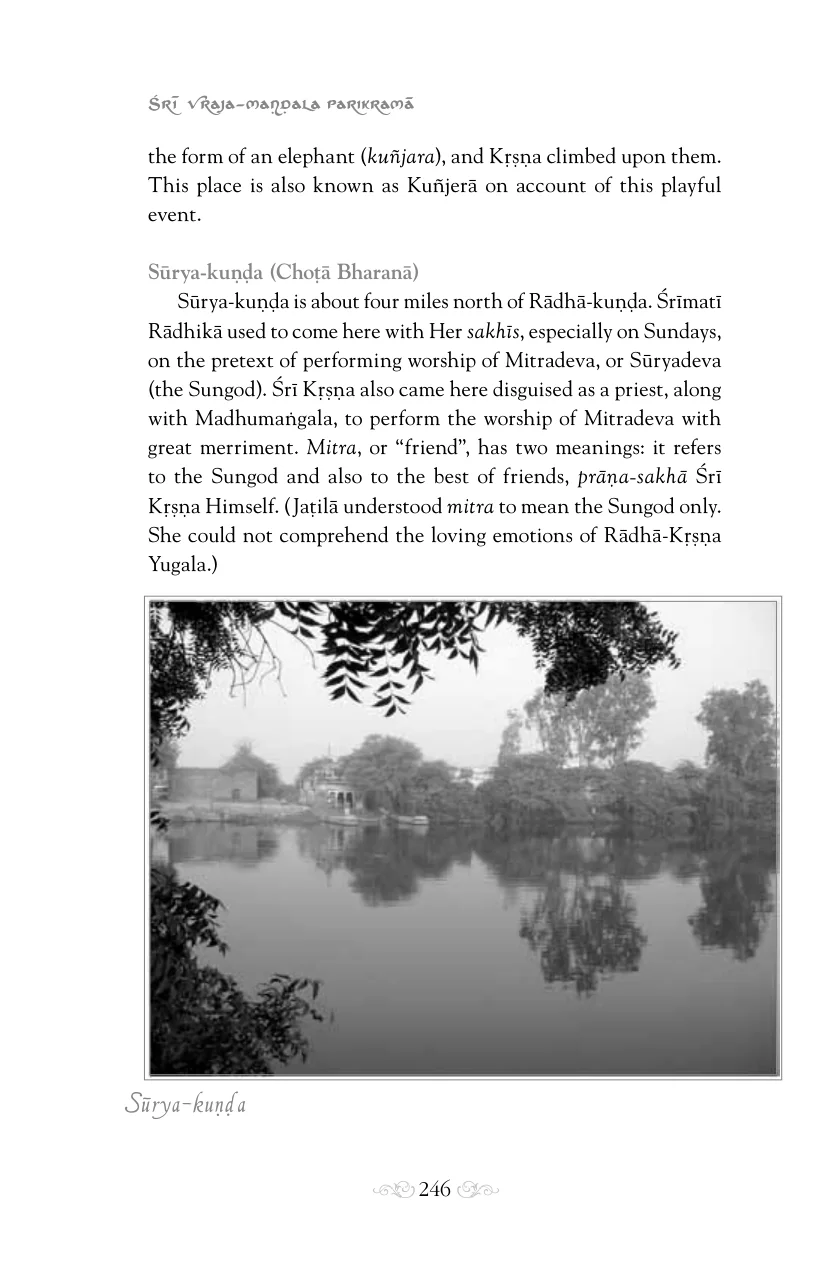 Śrī Vraja-maṇḍala Parikramā
the form of an elephant (kuñjara), and Kṛṣṇa climbed upon them.
This place is also known as Kuñjerā on account of this playful
event.
Sūrya-kuṇḍa (Choṭā Bharanā)
Sūrya-kuṇḍa is about four miles north of Rādhā-kuṇḍa. Śrīmatī
Rādhikā used to come here with Her sakhīs, especially on Sundays,
on the pretext of performing worship of Mitradeva, or Sūryadeva
(the Sungod). Śrī Kṛṣṇa also came here disguised as a priest, along
with Madhumaṅgala, to perform the worship of Mitradeva with
great merriment. Mitra, or “friend”, has two meanings: it refers
to the Sungod and also to the best of friends, prāṇa-sakhā Śrī
Kṛṣṇa Himself. (Jaṭilā understood mitra to mean the Sungod only.
She could not comprehend the loving emotions of Rādhā-Kṛṣṇa
Yugala.)
Sūrya-kuṇḍa
246